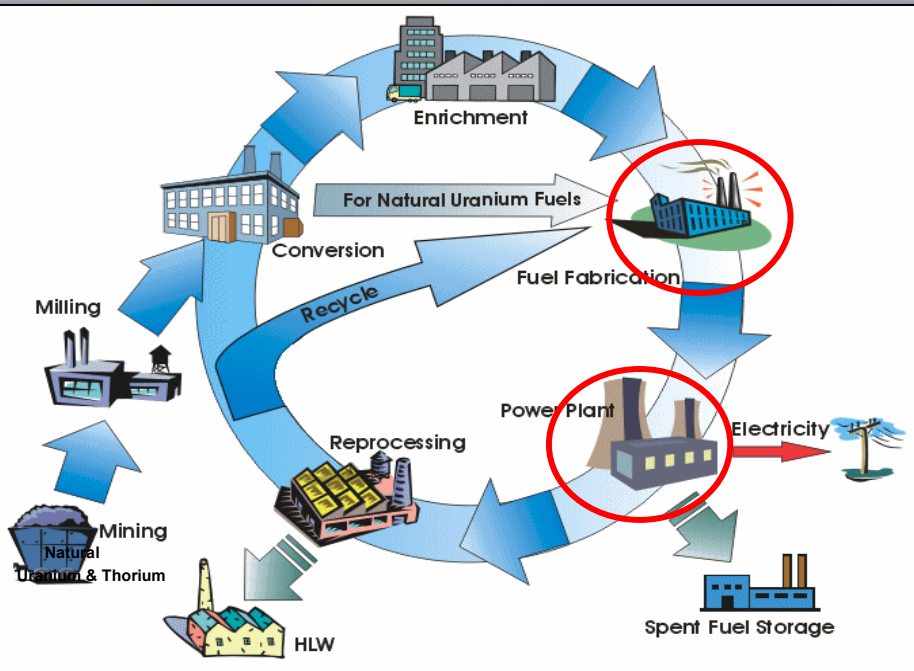 Enrichment
For Natural Uranium Fuels
Conversion
Fuel Fabrication
Recycle
Milling
Power Plant
Electricity
Reprocessing
Mining
Natural
Uranium & Thorium
Spent Fuel Storage
HLW